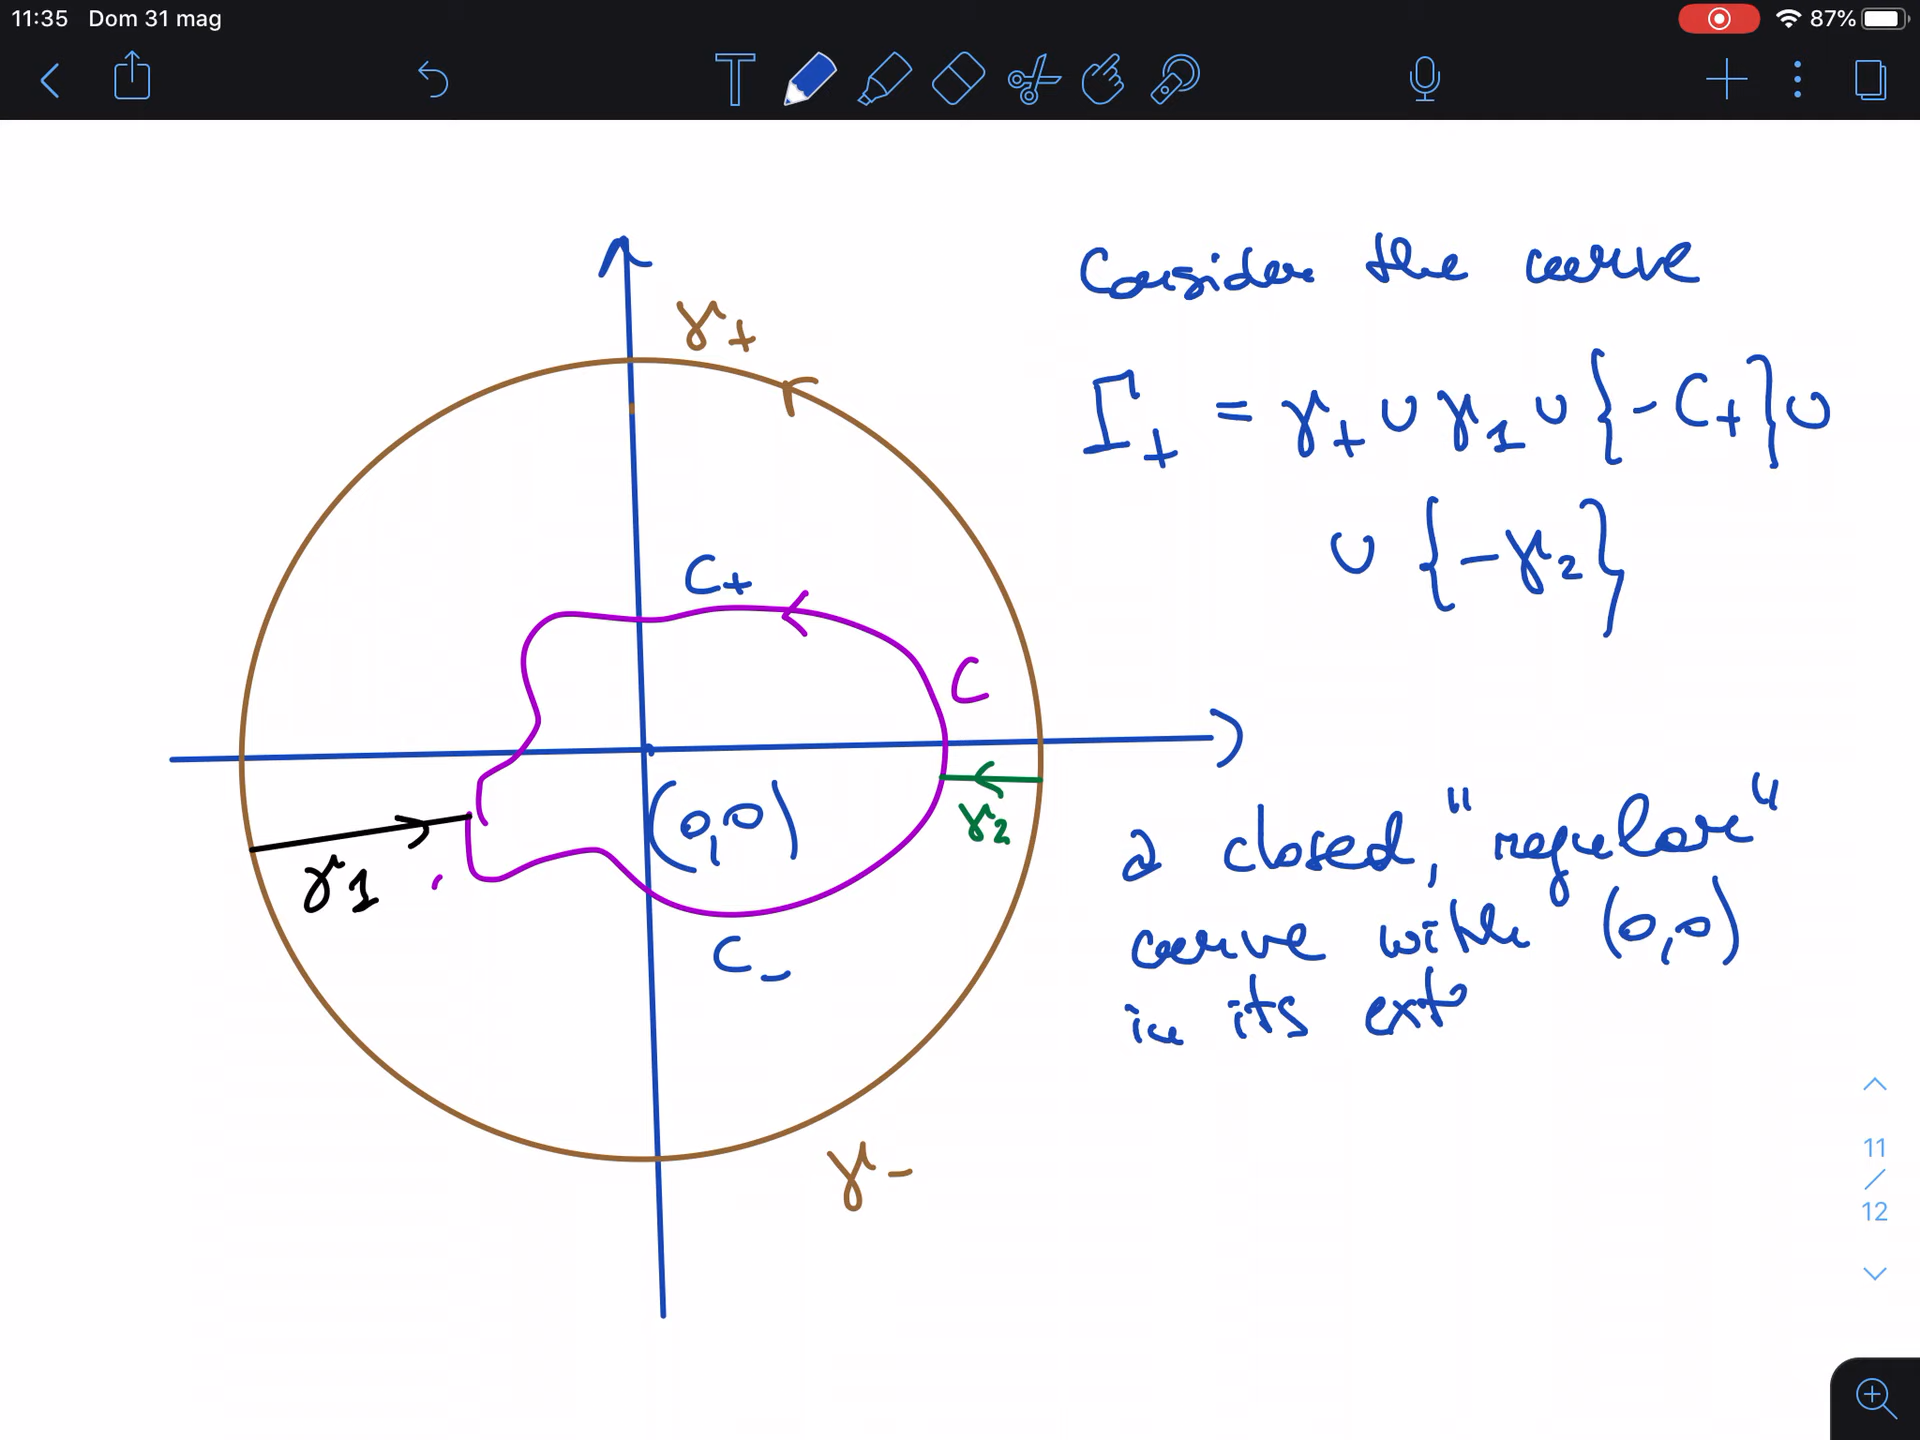 11:35 Dom 31 mag
87%
T
γ+
Consider the curve
Γ+ = γ+ ∪ γ1 ∪ {-C+} ∪
∪ {-γ2}
C+
C
(0,0)
γ2
γ1
C-
γ-
a closed, "regular"
curve with (0,0)
in its ext
11
/
12